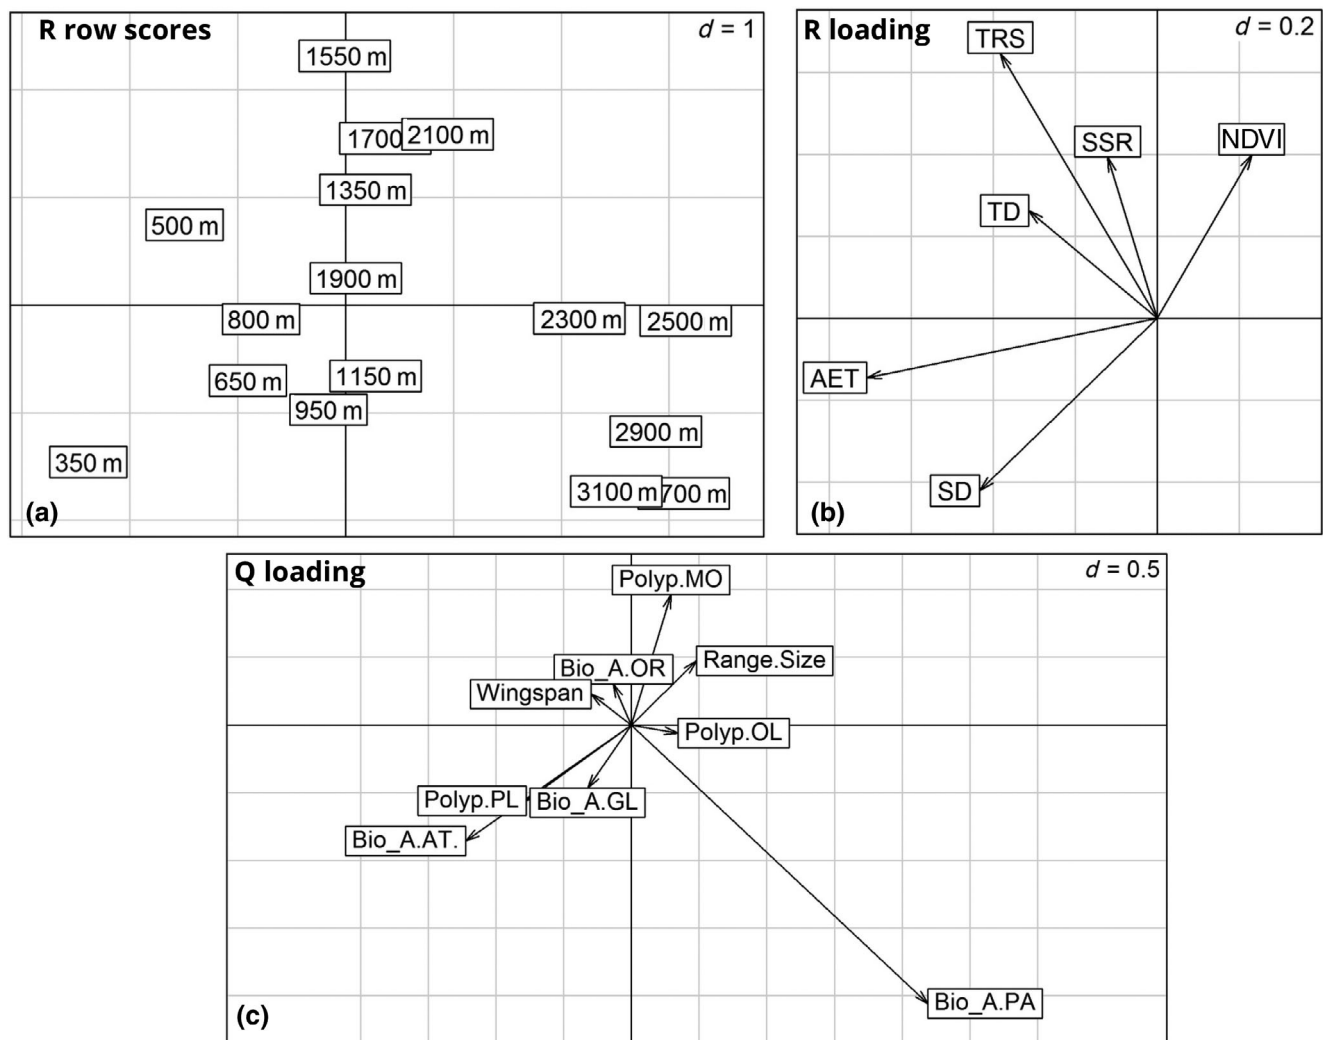 R row scores
d = 1
1550 m
1700
2100 m
1350 m
500 m
1900 m
800 m
2300 m
2500 m
650 m
1150 m
950 m
2900 m
350 m
3100 m
700 m
(a)
R loading
d = 0.2
TRS
SSR
NDVI
TD
AET
SD
(b)
Q loading
d = 0.5
Polyp.MO
Bio_A.OR
Range.Size
Wingspan
Polyp.OL
Polyp.PL
Bio_A.GL
Bio_A.AT.
Bio_A.PA
(c)